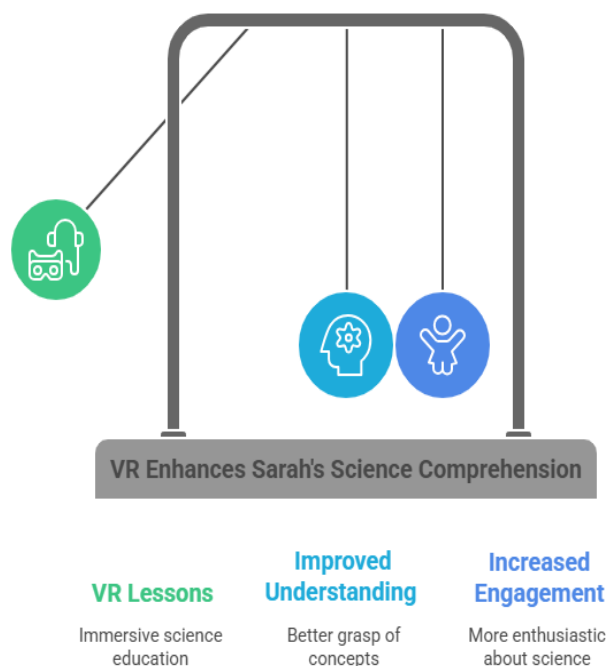 VR Enhances Sarah's Science Comprehension
VR Lessons
Immersive science
education
Improved
Understanding
Better grasp of
concepts
Increased
Engagement
More enthusiastic
about science